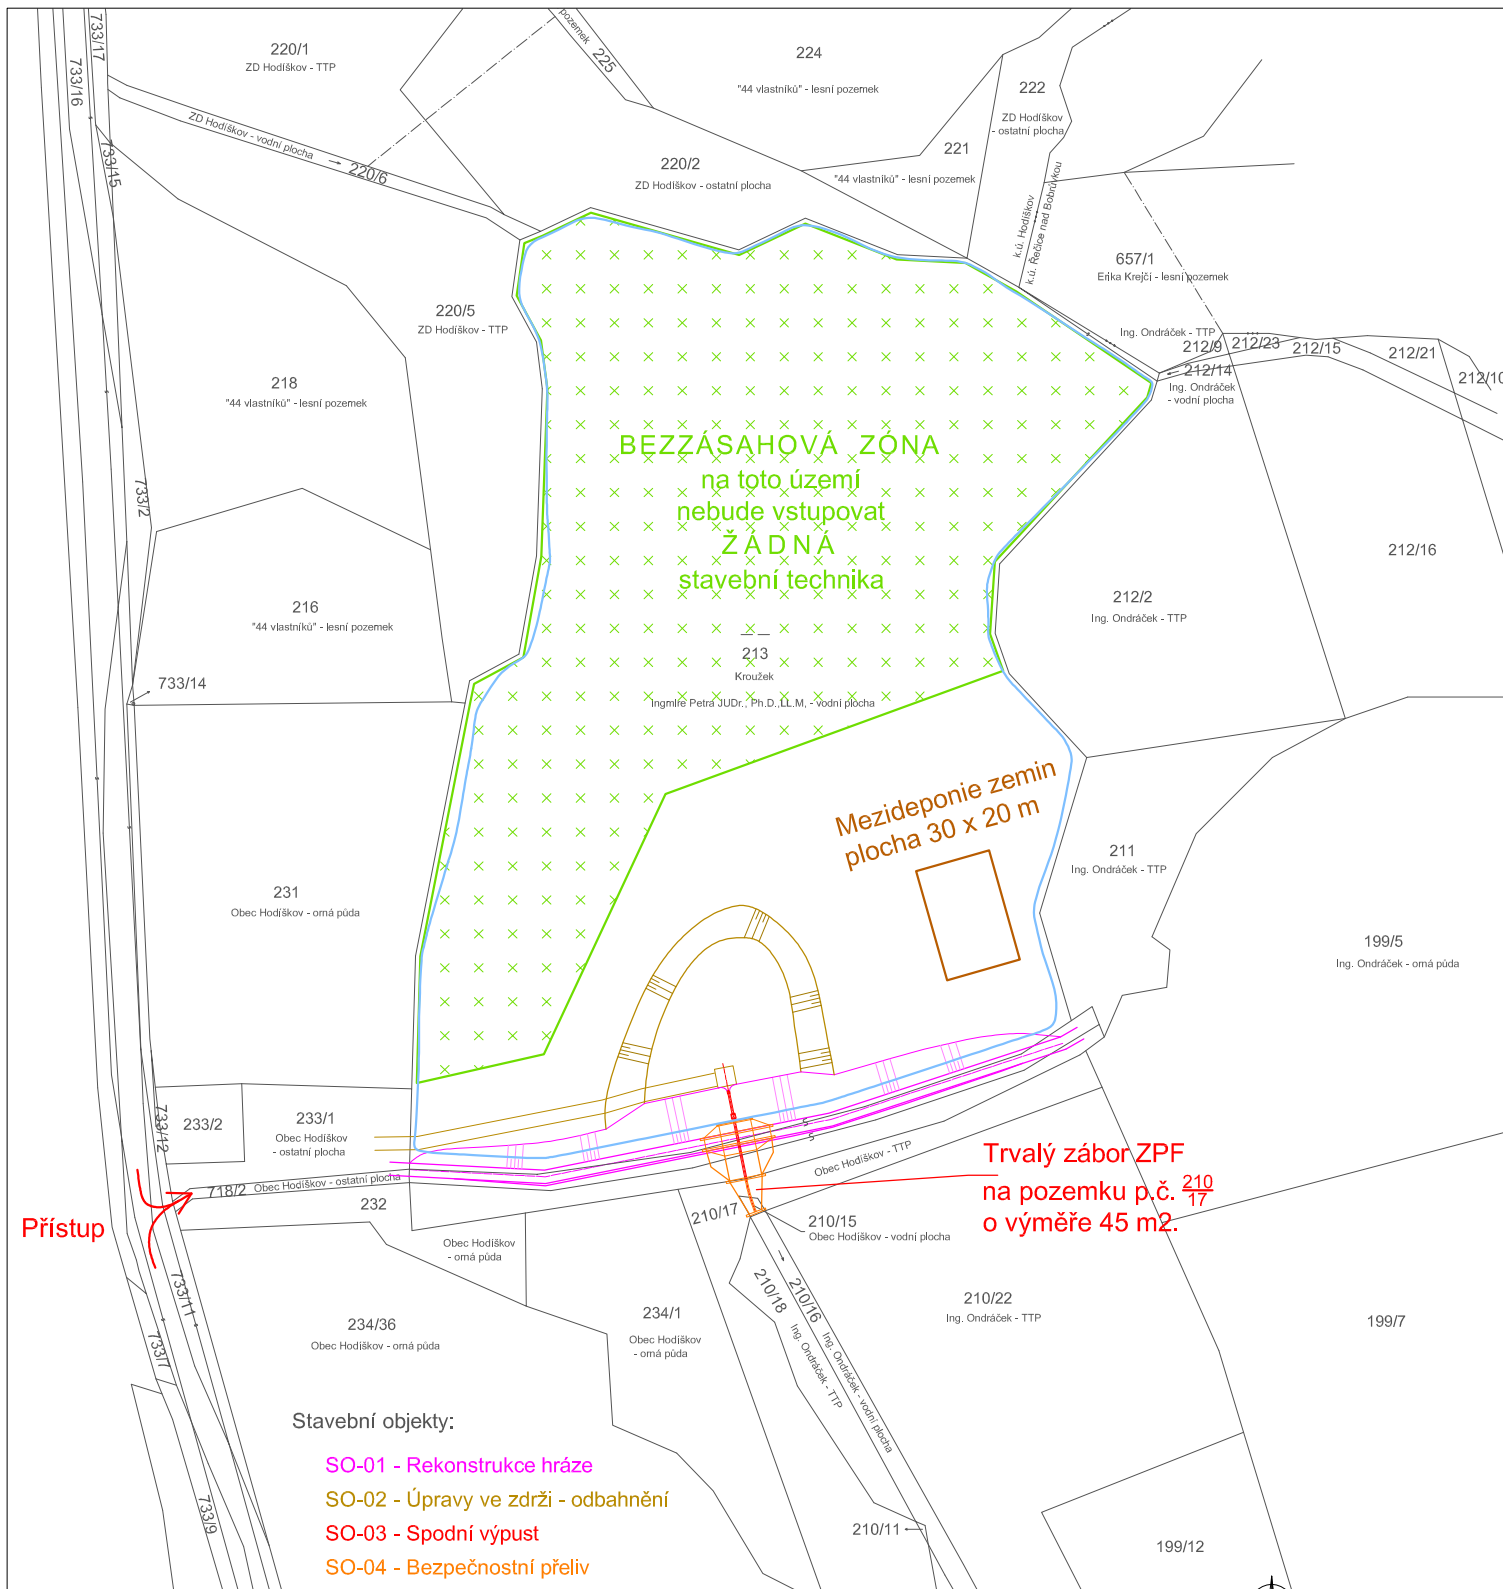 733/17
733/16
733/15
220/1
ZD Hodíškov - TTP
ZD Hodíškov - vodní plocha
220/6
pozemek
225
224
"44 vlastníků" - lesní pozemek
222
ZD Hodíškov
- ostatní plocha
221
"44 vlastníků" - lesní pozemek
220/2
ZD Hodíškov - ostatní plocha
k.ú. Hodíškov
k.ú. Řečice nad Bobrůvkou
657/1
Erika Krejčí - lesní pozemek
220/5
ZD Hodíškov - TTP
Ing. Ondráček - TTP
212/9
212/23
212/15
212/21
212/14
Ing. Ondráček
- vodní plocha
212/10
218
"44 vlastníků" - lesní pozemek
BEZZÁSAHOVÁ ZÓNA
na toto území
nebude vstupovat
ŽÁDNÁ
stavební technika
733/2
212/16
216
"44 vlastníků" - lesní pozemek
212/2
Ing. Ondráček - TTP
213
Kroužek
Ingmire Petra JUDr., Ph.D.,LL.M, - vodní plocha
733/14
Mezideponie zemin
plocha 30 x 20 m
211
Ing. Ondráček - TTP
231
Obec Hodíškov - orná půda
199/5
Ing. Ondráček - orná půda
733/12
233/2
233/1
Obec Hodíškov
- ostatní plocha
718/2
Obec Hodíškov - ostatní plocha
232
Přístup
Obec Hodíškov - TTP
Trvalý zábor ZPF
na pozemku p.č. 210
17
o výměře 45 m2.
210/17
210/15
Obec Hodíškov - vodní plocha
Obec Hodíškov
- orná půda
733/11
733/7
733/9
210/18
Ing. Ondráček - TTP
210/16
Ing. Ondráček - vodní plocha
210/22
Ing. Ondráček - TTP
234/1
Obec Hodíškov
- orná půda
234/36
Obec Hodíškov - orná půda
199/7
Stavební objekty:
SO-01 - Rekonstrukce hráze
SO-02 - Úpravy ve zdrži - odbahnění
SO-03 - Spodní výpust
SO-04 - Bezpečnostní přeliv
210/11
199/12